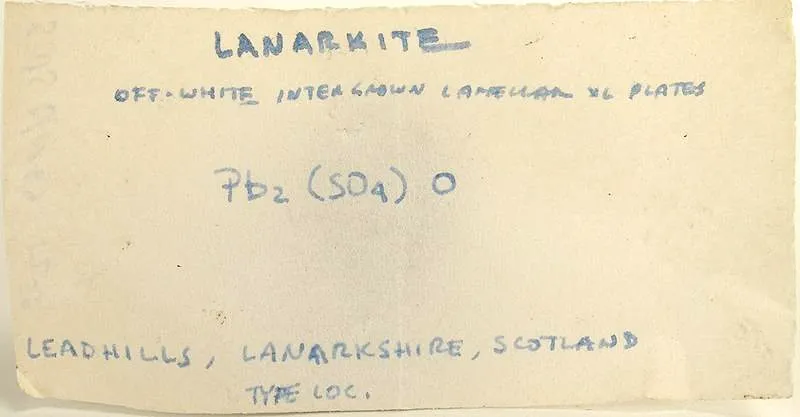 LANARKITE
OFF-WHITE INTERGROWN LAMELLAR XL PLATES
Pb₂ (SO₄) O
LEADHILLS, LANARKSHIRE, SCOTLAND
TYPE LOC.